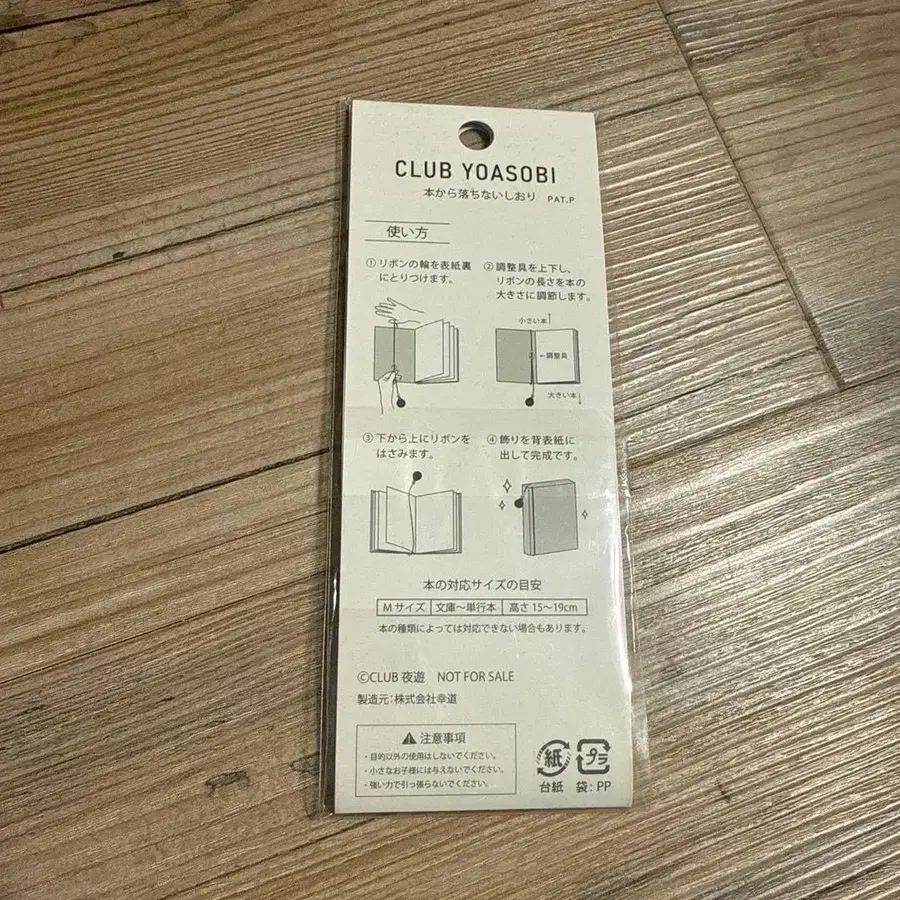 CLUB YOASOBI
本から落ちないしおり PAT.P
使い方
①リボンの輪を表紙裏
にとりつけます。
②調整具を上下し、
リボンの長さを本の
大きさに調節します。
小さい本↑
←調整具
大きい本↓
③下から上にリボンを
はさみます。
④飾りを背表紙に
出して完成です。
本の対応サイズの目安
Mサイズ 文庫〜単行本 高さ15〜19cm
本の種類によっては対応できない場合もあります。
©CLUB 夜遊 NOT FOR SALE
製造元:株式会社幸道
⚠注意事項
・目的以外の使用はしないでください。
・小さなお子様には与えないでください。
・強い力で引っ張らないでください。
紙 プラ
台紙 袋:PP